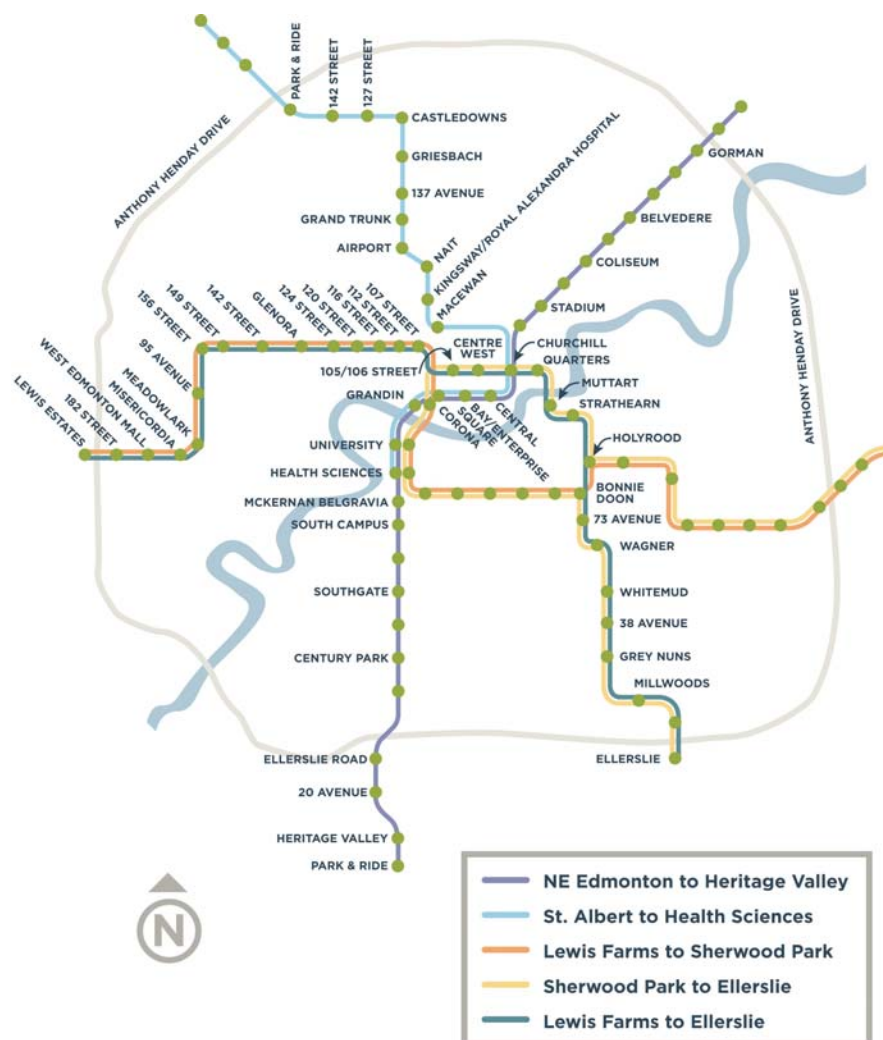 PARK & RIDE
142 STREET
127 STREET
CASTLEDOWNS
ANTHONY HENDAY DRIVE
GRIESBACH
137 AVENUE
GRAND TRUNK
AIRPORT
NAIT
KINGSWAY/ROYAL ALEXANDRA HOSPITAL
MACEWAN
GORMAN
BELVEDERE
COLISEUM
STADIUM
ANTHONY HENDAY DRIVE
LEWIS ESTATES
182 STREET
WEST EDMONTON MALL
MISERICORDIA
MEADOWLARK
95 AVENUE
156 STREET
149 STREET
142 STREET
GLENORA
124 STREET
120 STREET
116 STREET
112 STREET
107 STREET
105/106 STREET
CENTRE
WEST
CHURCHILL
QUARTERS
MUTTART
STRATHEARN
HOLYROOD
GRANDIN
CORONA
BAY/ENTERPRISE
SQUARE
CENTRAL
UNIVERSITY
HEALTH SCIENCES
MCKERNAN BELGRAVIA
SOUTH CAMPUS
SOUTHGATE
CENTURY PARK
BONNIE
DOON
73 AVENUE
WAGNER
WHITEMUD
38 AVENUE
GREY NUNS
MILLWOODS
ELLERSLIE
ELLERSLIE ROAD
20 AVENUE
HERITAGE VALLEY
PARK & RIDE
N
NE Edmonton to Heritage Valley
St. Albert to Health Sciences
Lewis Farms to Sherwood Park
Sherwood Park to Ellerslie
Lewis Farms to Ellerslie